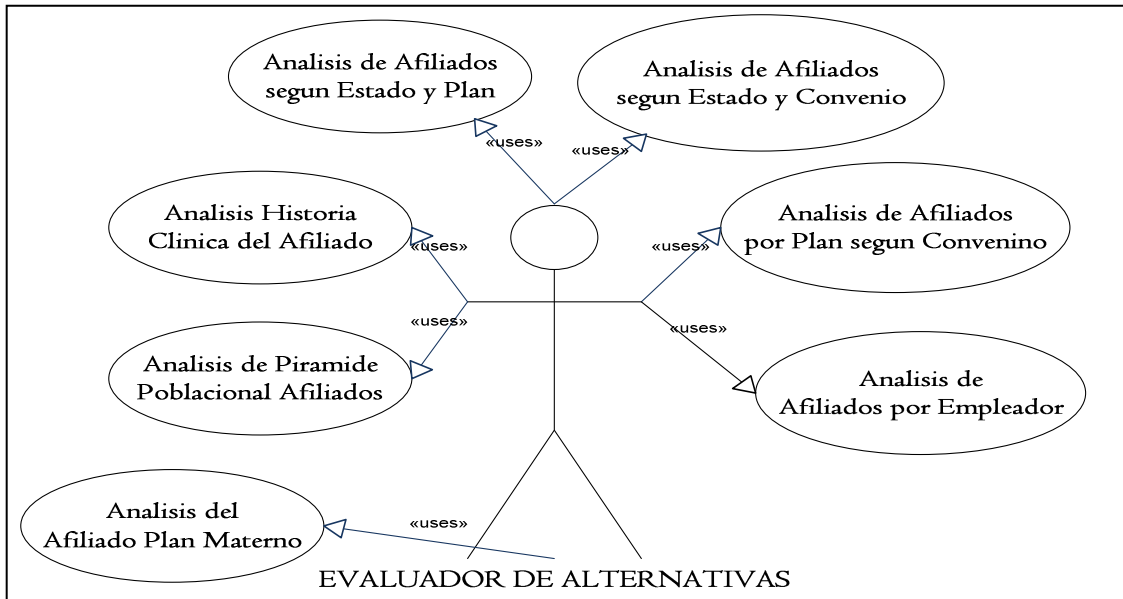 Analisis de Afiliados
segun Estado y Plan
Analisis de Afiliados
segun Estado y Convenio
«uses»
«uses»
Analisis Historia
Clinica del Afiliado
«uses»
«uses»
Analisis de Afiliados
por Plan segun Convenino
«uses»
«uses»
Analisis de Piramide
Poblacional Afiliados
Analisis de
Afiliados por Empleador
Analisis del
Afiliado Plan Materno
«uses»
EVALUADOR DE ALTERNATIVAS